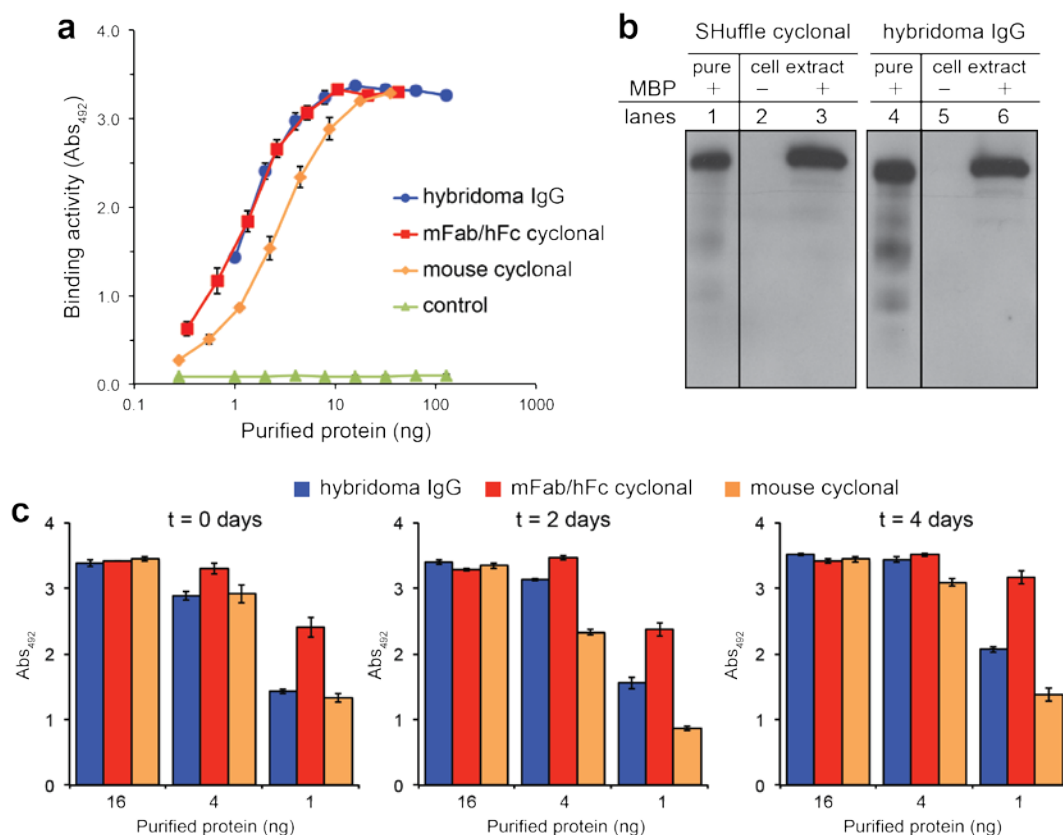 a
Binding activity (Abs492)
4.0
3.0
2.0
1.0
0.0
0.1 1 10 100 1000
Purified protein (ng)
hybridoma IgG
mFab/hFc cyclonal
mouse cyclonal
control
b
SHuffle cyclonal hybridoma IgG
pure cell extract pure cell extract
MBP + – + + – +
lanes 1 2 3 4 5 6
hybridoma IgG mFab/hFc cyclonal mouse cyclonal
c
t = 0 days
Abs492
4
3
2
1
0
16 4 1
Purified protein (ng)
t = 2 days
Abs492
4
3
2
1
0
16 4 1
Purified protein (ng)
t = 4 days
Abs492
4
3
2
1
0
16 4 1
Purified protein (ng)